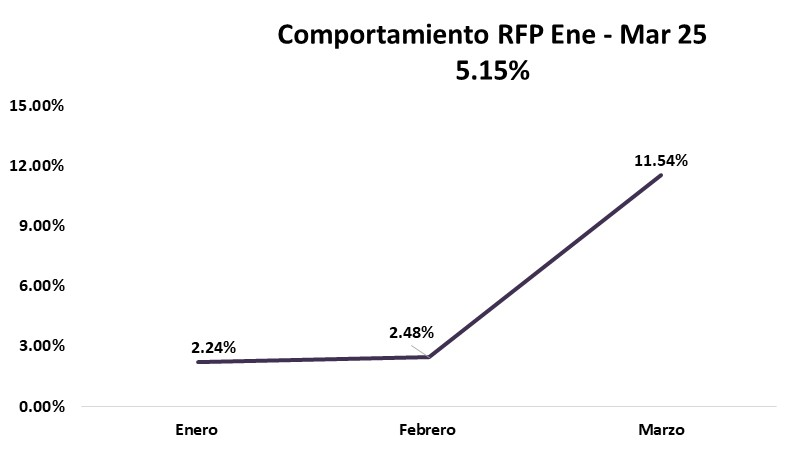 Comportamiento RFP Ene - Mar 25
5.15%
15.00%
12.00%
11.54%
9.00%
6.00%
3.00%
2.24%
2.48%
0.00%
Enero
Febrero
Marzo